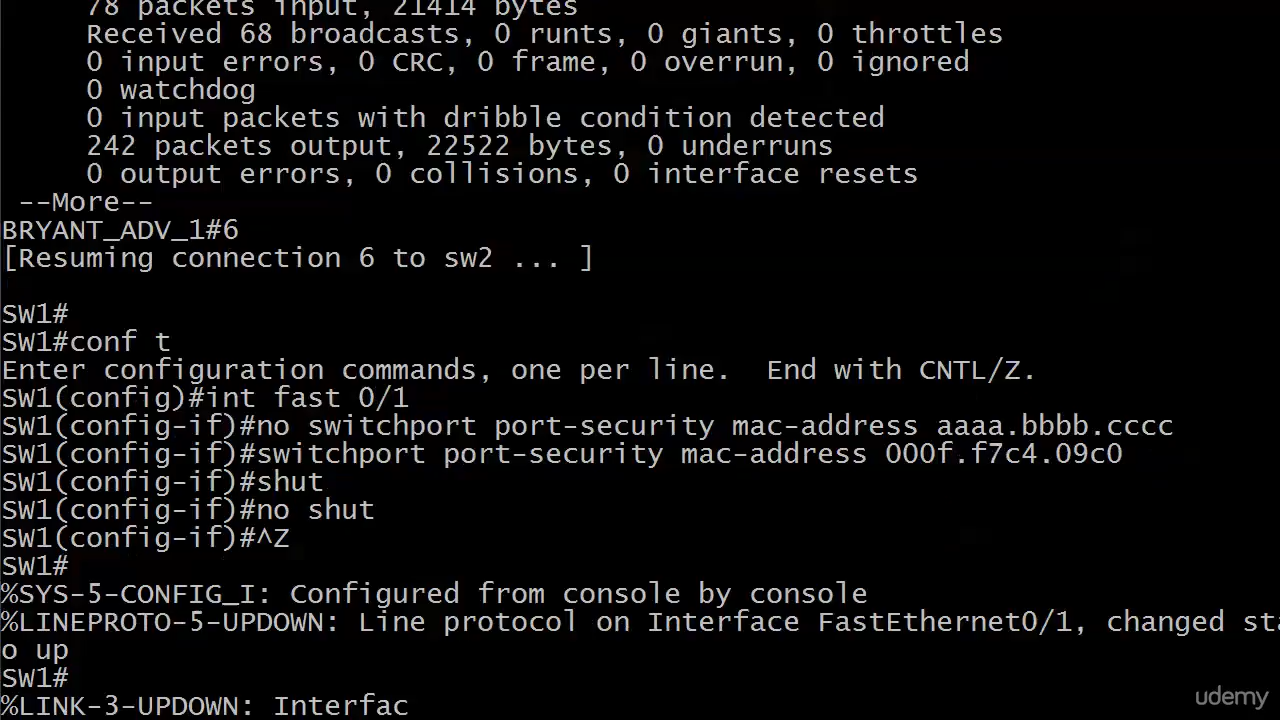 78 packets input, 21414 bytes
Received 68 broadcasts, 0 runts, 0 giants, 0 throttles
0 input errors, 0 CRC, 0 frame, 0 overrun, 0 ignored
0 watchdog
0 input packets with dribble condition detected
242 packets output, 22522 bytes, 0 underruns
0 output errors, 0 collisions, 0 interface resets
--More--
BRYANT_ADV_1#6
[Resuming connection 6 to sw2 ... ]
SW1#
SW1#conf t
Enter configuration commands, one per line.  End with CNTL/Z.
SW1(config)#int fast 0/1
SW1(config-if)#no switchport port-security mac-address aaaa.bbbb.cccc
SW1(config-if)#switchport port-security mac-address 000f.f7c4.09c0
SW1(config-if)#shut
SW1(config-if)#no shut
SW1(config-if)#^Z
SW1#
%SYS-5-CONFIG_I: Configured from console by console
%LINEPROTO-5-UPDOWN: Line protocol on Interface FastEthernet0/1, changed sta
o up
SW1#
%LINK-3-UPDOWN: Interfac
udemy